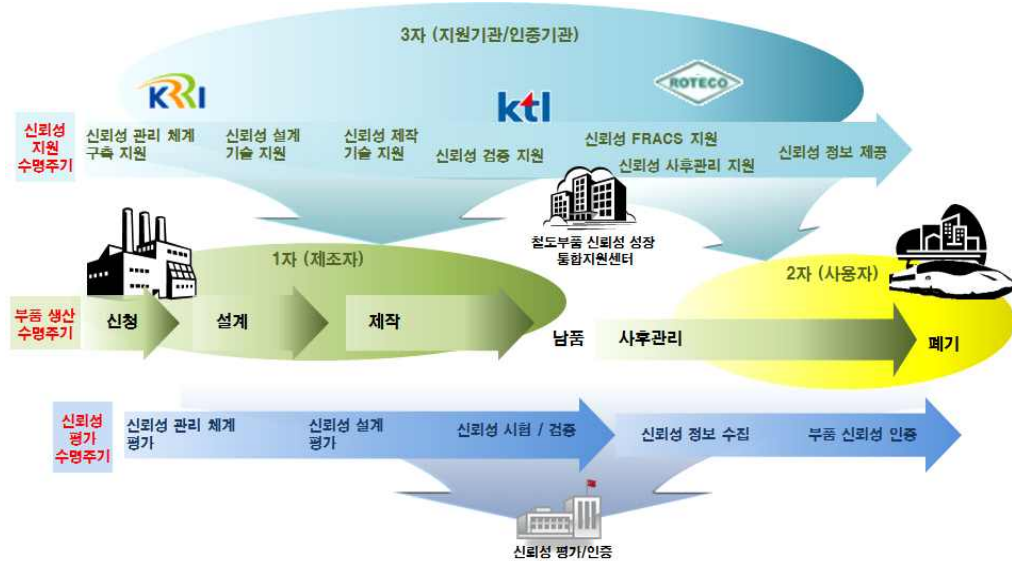 3자 (지원기관/인증기관)
KRRI
ktl
ROTECO
신뢰성
지원
수명주기
신뢰성 관리 체계
구축 지원
신뢰성 설계
기술 지원
신뢰성 제작
기술 지원
신뢰성 검증 지원
신뢰성 FRACS 지원
신뢰성 사후관리 지원
신뢰성 정보 제공
철도부품 신뢰성 성장
통합지원센터
1자 (제조자)
2자 (사용자)
부품 생산
수명주기
신청
설계
제작
납품
사후관리
폐기
신뢰성
평가
수명주기
신뢰성 관리 체계
평가
신뢰성 설계
평가
신뢰성 시험 / 검증
신뢰성 정보 수집
부품 신뢰성 인증
신뢰성 평가/인증